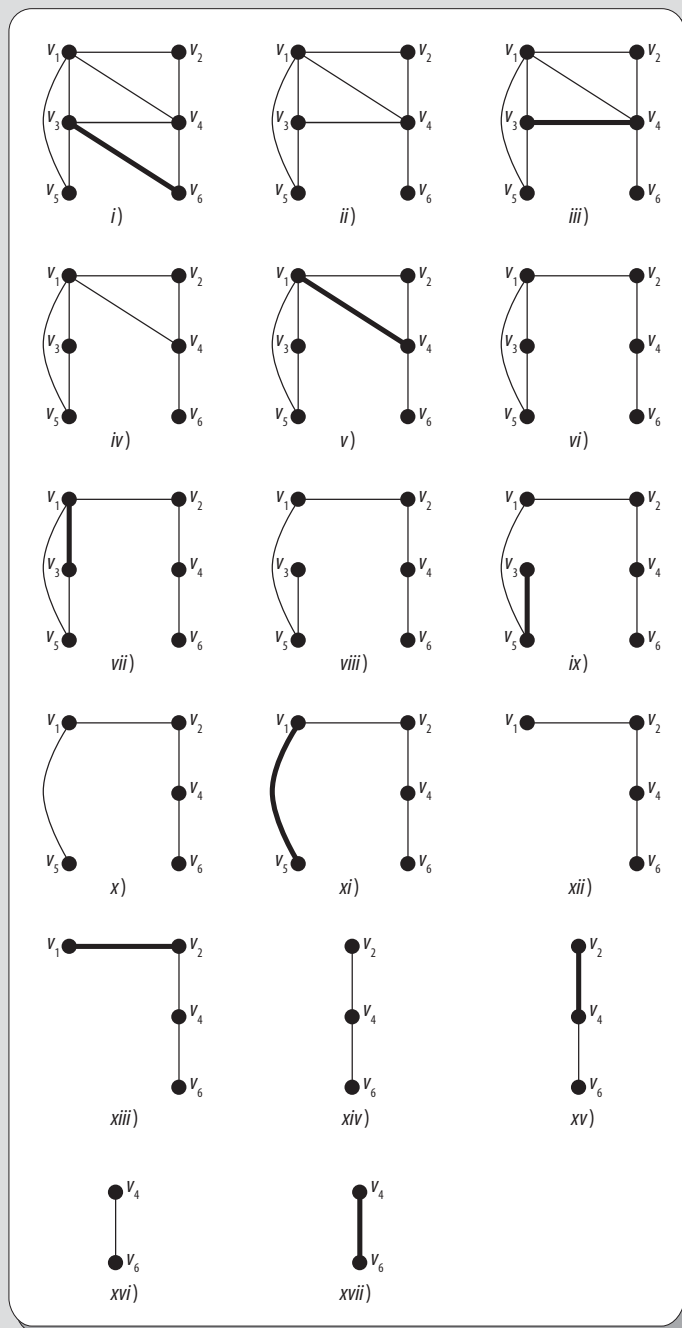 v1 v2 v1 v2 v1 v2
v3 v4 v3 v4 v3 v4
v5 v6 v5 v6 v5 v6
i) ii) iii)
v1 v2 v1 v2 v1 v2
v3 v4 v3 v4 v3 v4
v5 v6 v5 v6 v5 v6
iv) v) vi)
v1 v2 v1 v2 v1 v2
v3 v4 v3 v4 v3 v4
v5 v6 v5 v6 v5 v6
vii) viii) ix)
v1 v2 v1 v2 v1 v2
v4 v4 v4
v5 v6 v5 v6 v6
x) xi) xii)
v1 v2 v2 v2
v4 v4 v4
v6 v6 v6
xiii) xiv) xv)
v4 v4
v6 v6
xvi) xvii)